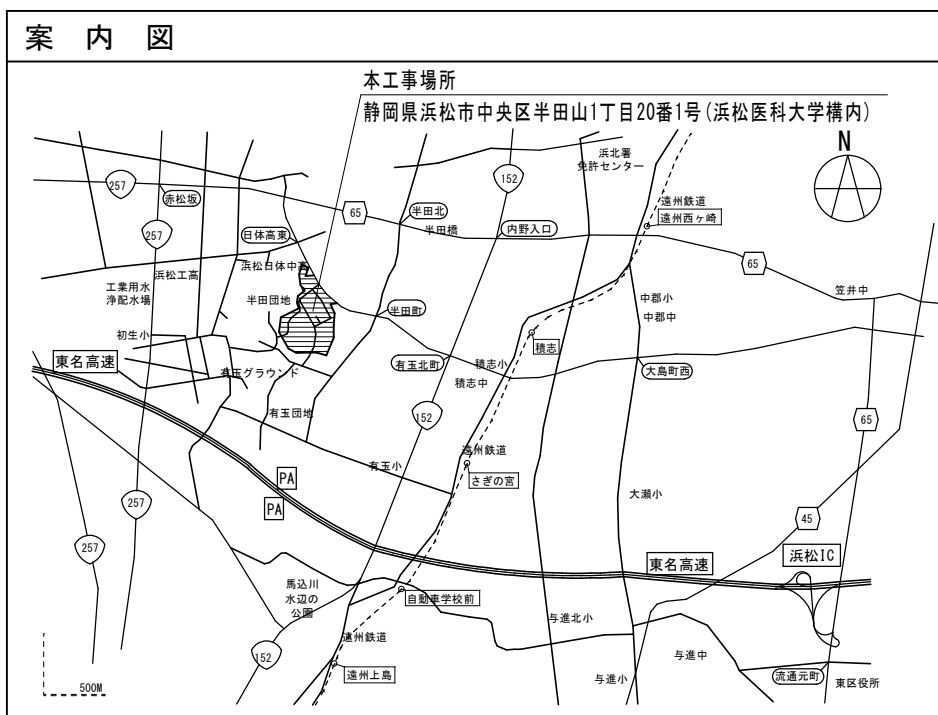 案内図
本工事場所
静岡県浜松市中央区半田山1丁目20番1号(浜松医科大学構内)
N
浜北署
免許センター
257
赤松坂
152
遠州鉄道
遠州西ヶ崎
65
半田北
半田橋
内野入口
257
日体高東
65
浜松工高
浜松日体中高
工業用水
浄配水場
半田団地
笠井中
中郡小
中郡中
半田町
初生小
積志
東名高速
有玉グラウンド
有玉北町
積志小
積志中
大島町西
有玉団地
152
65
遠州鉄道
有玉小
さぎの宮
PA
PA
大瀬小
257
45
257
東名高速
浜松IC
馬込川
水辺の
公園
自動車学校前
与進北小
遠州鉄道
152
遠州上島
与進中
与進小
流通元町
東区役所
500M